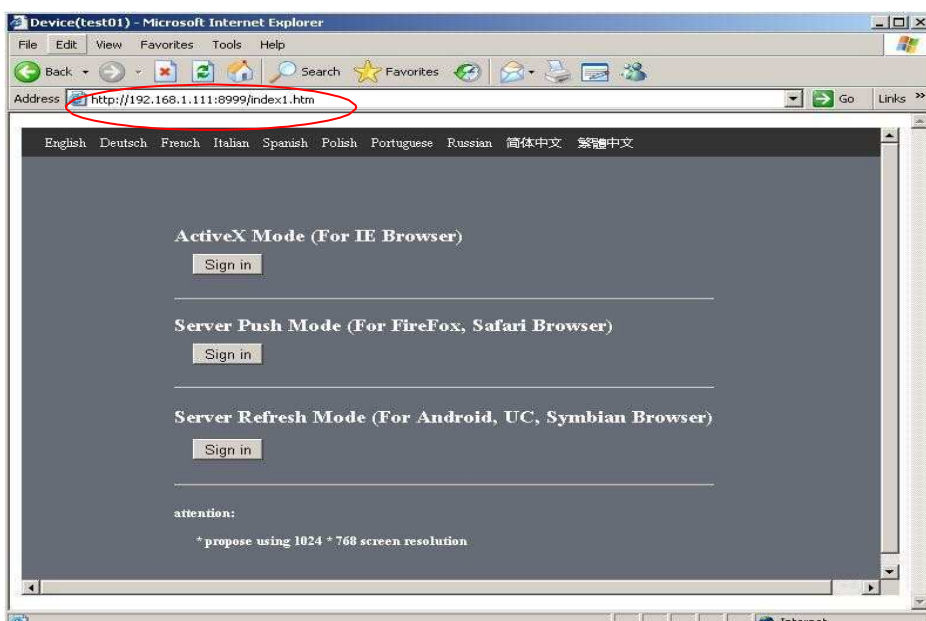 Device(test01) - Microsoft Internet Explorer
File Edit View Favorites Tools Help
Back Search Favorites
Address http://192.168.1.111:8999/index1.htm Go Links »
English Deutsch French Italian Spanish Polish Portuguese Russian 简体中文 繁體中文
ActiveX Mode (For IE Browser)
Sign in
Server Push Mode (For FireFox, Safari Browser)
Sign in
Server Refresh Mode (For Android, UC, Symbian Browser)
Sign in
attention:
* propose using 1024 * 768 screen resolution
Internet